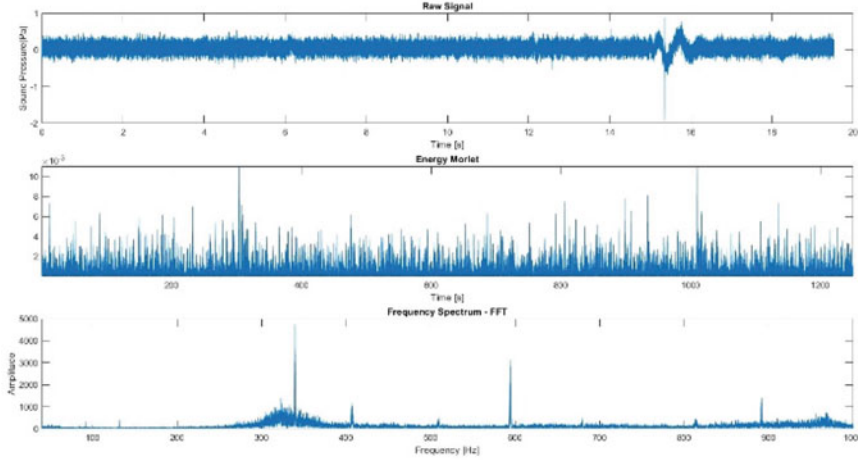 Raw Signal
1
0
-1
-2
Sound Pressure[Pa]
0 2 4 6 8 10 12 14 16 18 20
Time [s]
Energy Morlet
×10⁻³
10
8
6
4
2
200 400 600 800 1000 1200
Time [s]
Frequency Spectrum - FFT
5000
4000
3000
2000
1000
0
Amplitude
100 200 300 400 500 600 700 800 900 1000
Frequency [Hz]